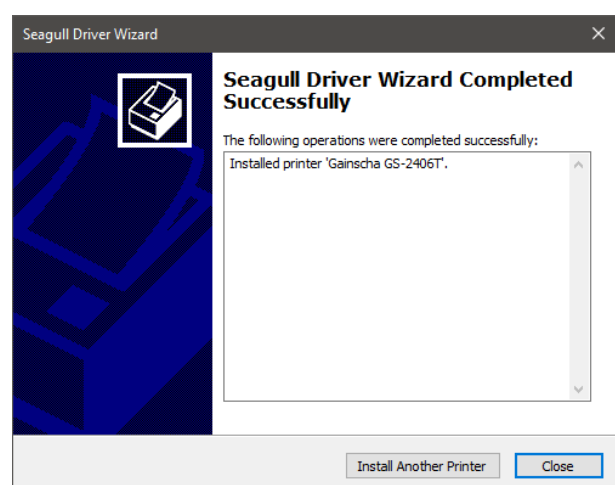 Seagull Driver Wizard
Seagull Driver Wizard Completed
Successfully
The following operations were completed successfully:
Installed printer 'Gainscha GS-2406T'.
Install Another Printer
Close